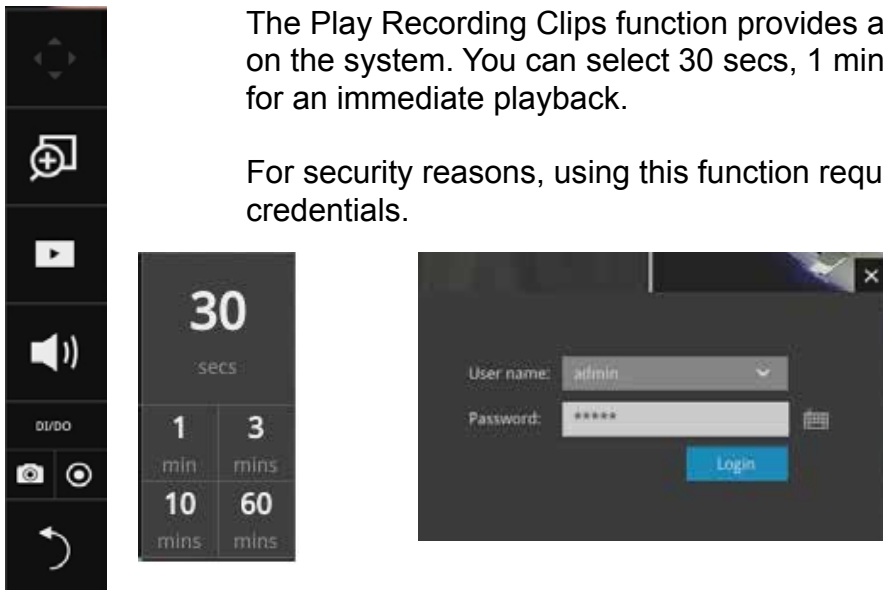 The Play Recording Clips function provides a
on the system. You can select 30 secs, 1 min
for an immediate playback.
For security reasons, using this function requ
credentials.
DI/DO
30
secs
1 3
min mins
10 60
mins mins
User name: admin
Password: *****
Login